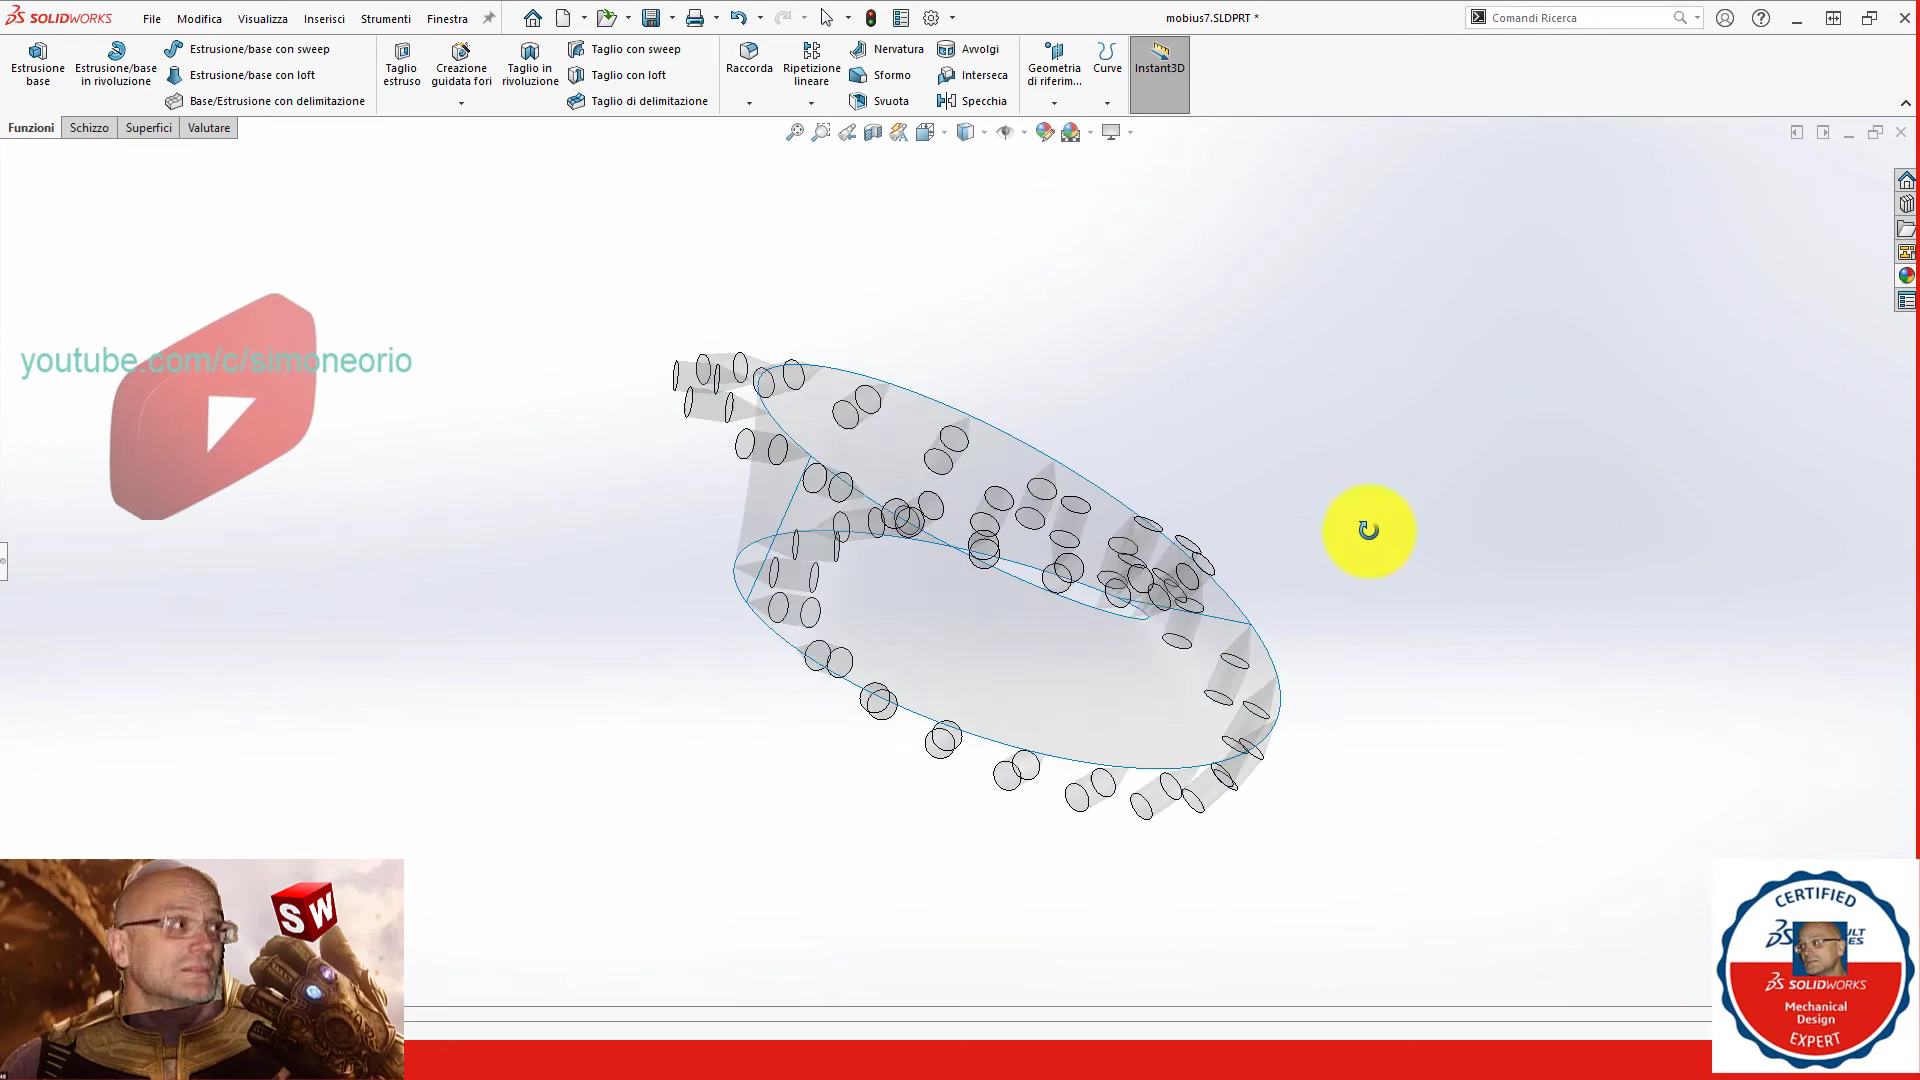 SOLIDWORKS
File
Modifica
Visualizza
Inserisci
Strumenti
Finestra
mobius7.SLDPRT *
Comandi Ricerca
Estrusione
base
Estrusione/base
in rivoluzione
Estrusione/base con sweep
Estrusione/base con loft
Base/Estrusione con delimitazione
Taglio
estruso
Creazione
guidata fori
Taglio in
rivoluzione
Taglio con sweep
Taglio con loft
Taglio di delimitazione
Raccorda
Ripetizione
lineare
Nervatura
Sformo
Svuota
Avvolgi
Interseca
Specchia
Geometria
di riferim...
Curve
Instant3D
Funzioni
Schizzo
Superfici
Valutare
youtube.com/c/simoneorio
SW
CERTIFIED
SOLIDWORKS
Mechanical
Design
EXPERT